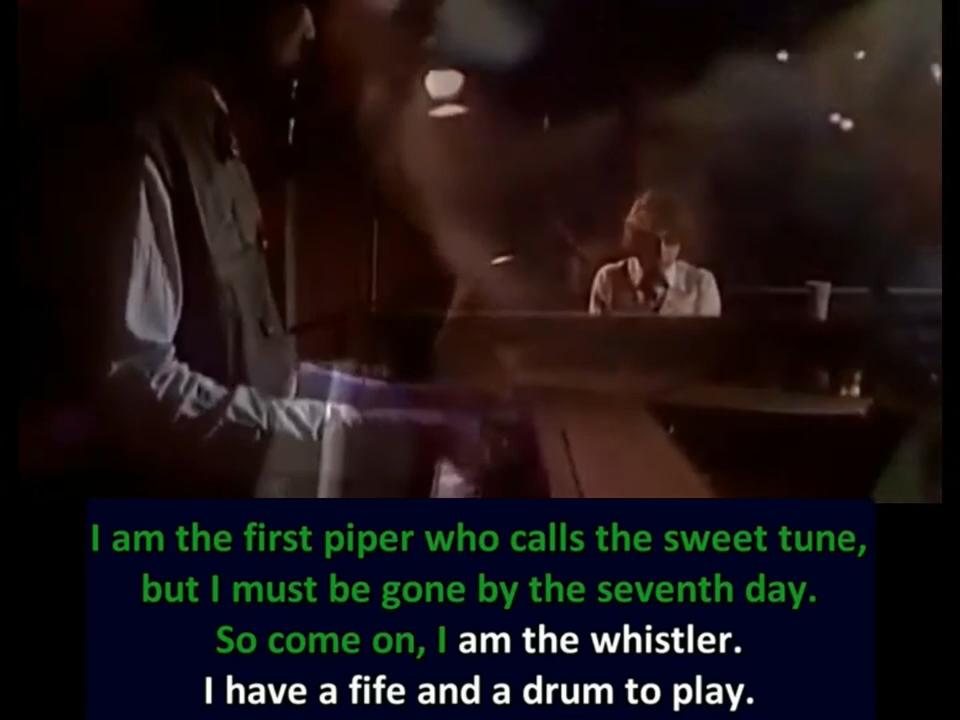 I am the first piper who calls the sweet tune,
but I must be gone by the seventh day.
So come on, I am the whistler.
I have a fife and a drum to play.